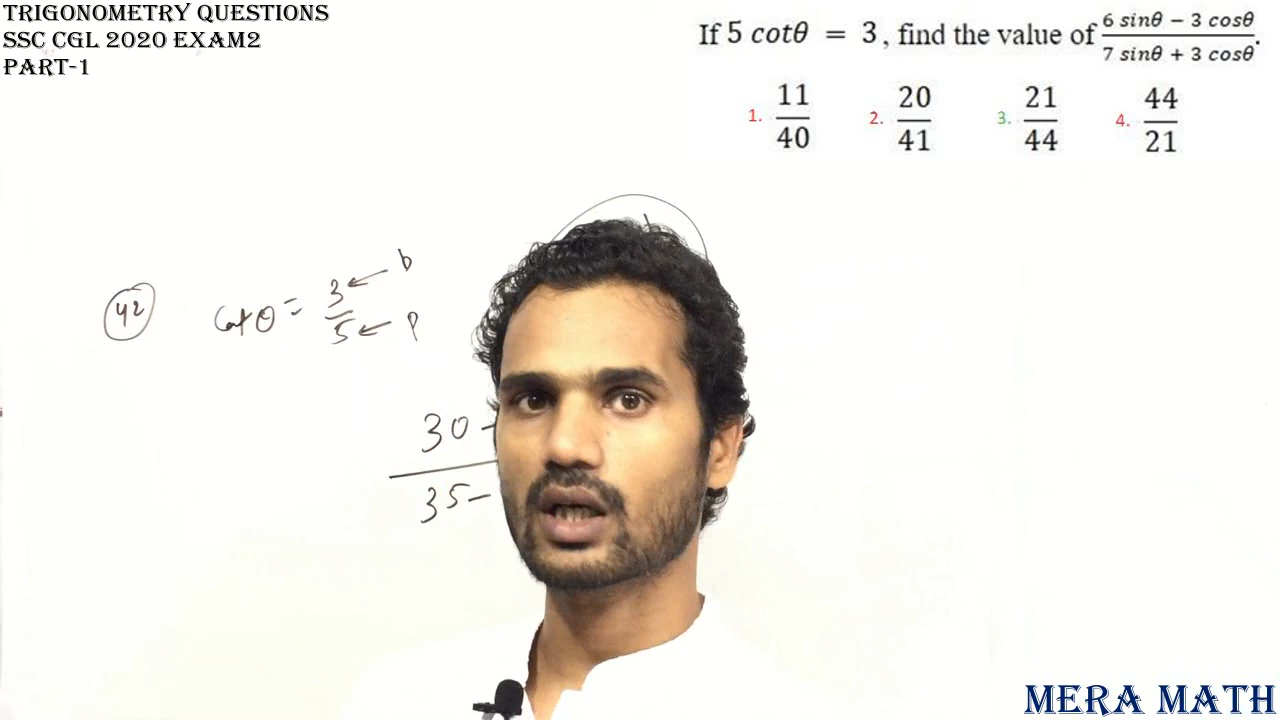 TRIGONOMETRY QUESTIONS
SSC CGL 2020 EXAM2
PART-1
If 5 cotθ = 3 , find the value of (6 sinθ − 3 cosθ)/(7 sinθ + 3 cosθ).
1. 11/40 2. 20/41 3. 21/44 4. 44/21
42 cot θ = 3/5 b p
30 -
35 -
MERA MATH